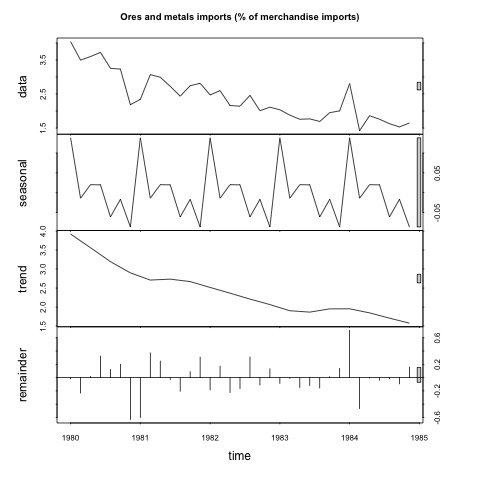 Ores and metals imports (% of merchandise imports)
data
1.5 2.5 3.5
seasonal
-0.05 0.05
trend
1.5 2.0 2.5 3.0 3.5 4.0
remainder
-0.6 -0.2 0.2 0.6
1980 1981 1982 1983 1984 1985
time